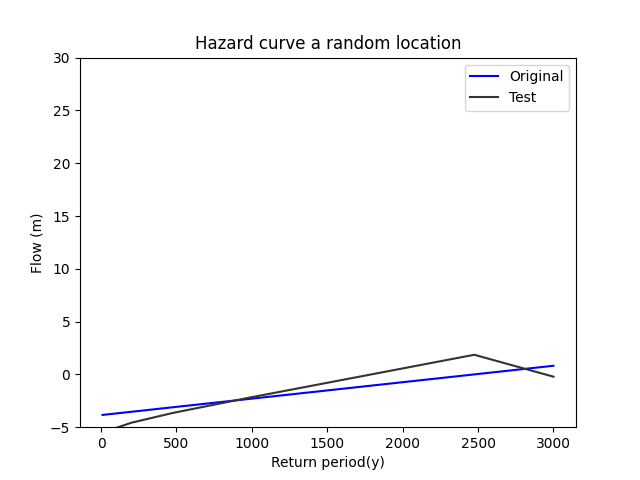 Hazard curve a random location
Original
Test
30
25
20
15
10
5
0
−5
Flow (m)
0 500 1000 1500 2000 2500 3000
Return period(y)